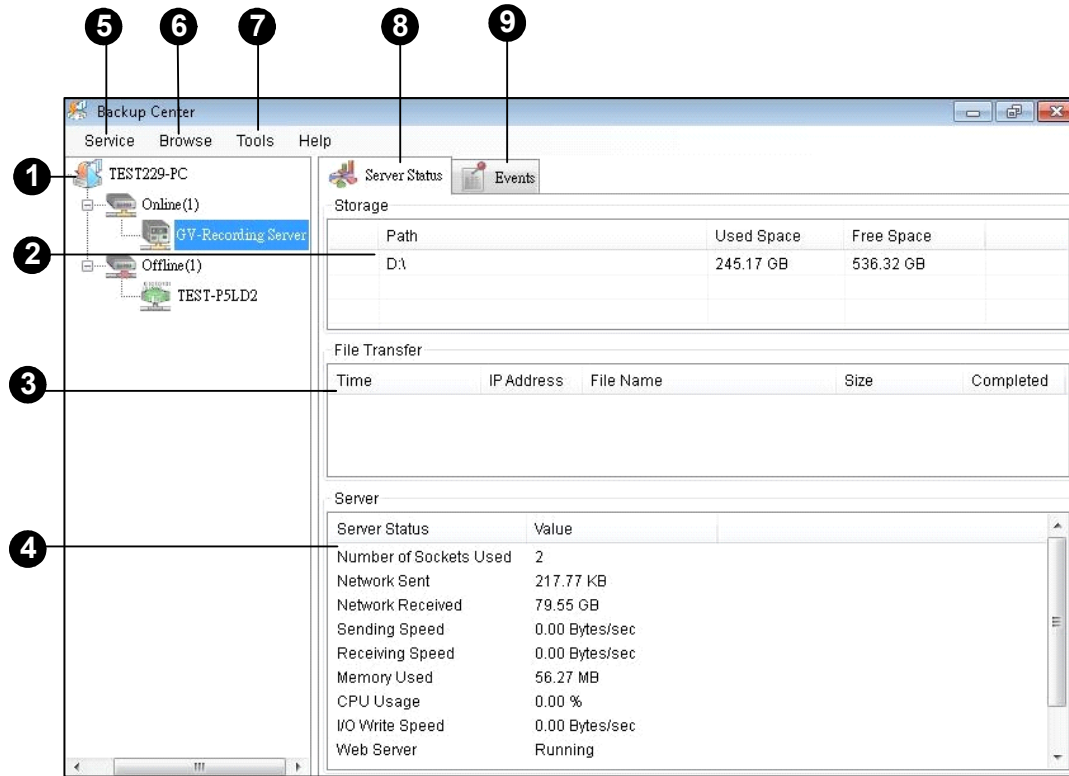 5 6 7 8 9
Backup Center
Service Browse Tools Help
1 TEST229-PC
Online(1)
GV-Recording Server
Offline(1)
TEST-P5LD2
Server Status Events
Storage
Path Used Space Free Space
2 D:\ 245.17 GB 536.32 GB
File Transfer
3 Time IP Address File Name Size Completed
Server
4 Server Status Value
Number of Sockets Used 2
Network Sent 217.77 KB
Network Received 79.55 GB
Sending Speed 0.00 Bytes/sec
Receiving Speed 0.00 Bytes/sec
Memory Used 56.27 MB
CPU Usage 0.00 %
I/O Write Speed 0.00 Bytes/sec
Web Server Running